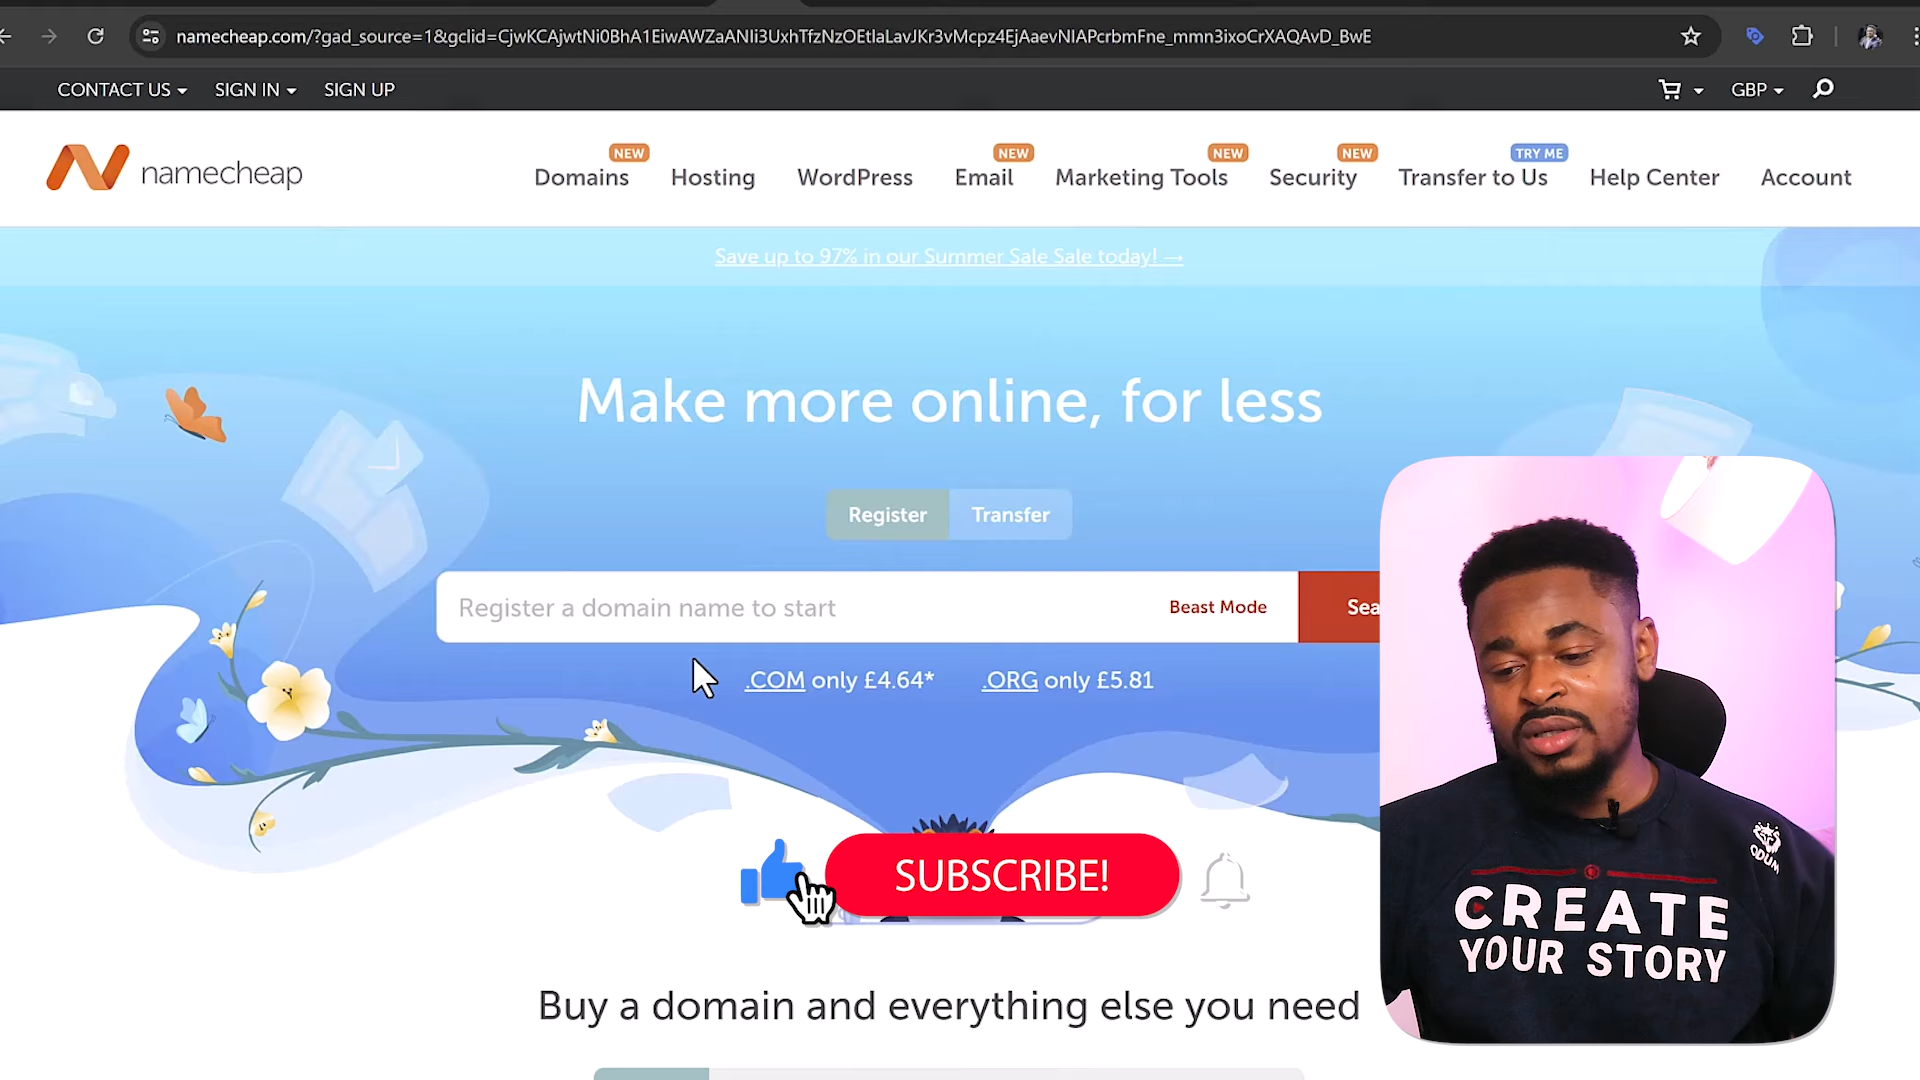 namecheap.com/?gad_source=1&gclid=CjwKCAjwtNi0BhA1EiwAWZaANIi3UxhTfzNzOEtlaLavJKr3vMcpz4EjAaevNIAPcrbmFne_mmn3ixoCrXAQAvD_BwE
CONTACT US SIGN IN SIGN UP GBP
namecheap
NEW NEW NEW NEW TRY ME
Domains Hosting WordPress Email Marketing Tools Security Transfer to Us Help Center Account
Save up to 97% in our Summer Sale Sale today! →
Make more online, for less
Register Transfer
Register a domain name to start Beast Mode Sea
.COM only £4.64* .ORG only £5.81
SUBSCRIBE!
ODUM
CREATE
YOUR STORY
Buy a domain and everything else you need